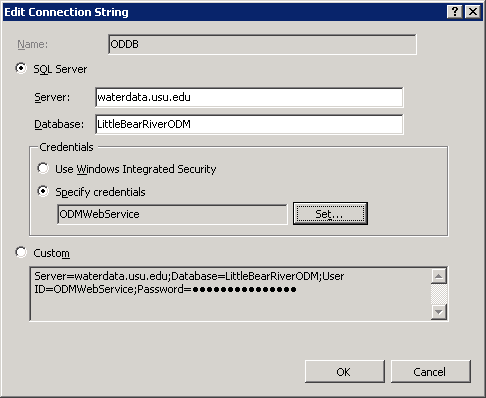 Edit Connection String
Name: ODDB
SQL Server
Server: waterdata.usu.edu
Database: LittleBearRiverODM
Credentials
Use Windows Integrated Security
Specify credentials
ODMWebService Set...
Custom
Server=waterdata.usu.edu;Database=LittleBearRiverODM;User
ID=ODMWebService;Password=●●●●●●●●●●●●●●●
OK Cancel